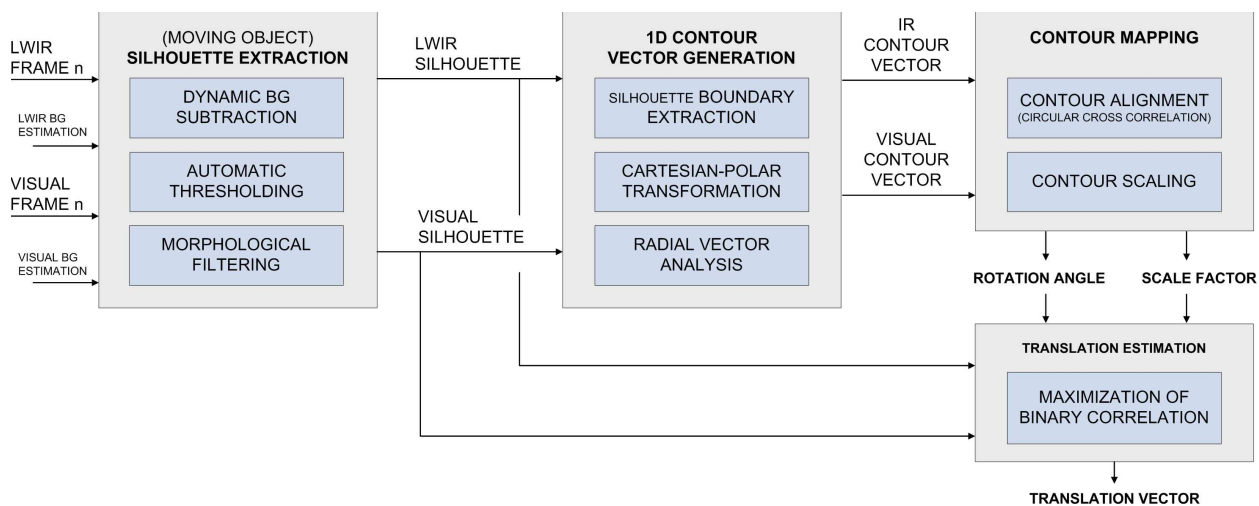 LWIR
FRAME n
LWIR BG
ESTIMATION
VISUAL
FRAME n
VISUAL BG
ESTIMATION
(MOVING OBJECT)
SILHOUETTE EXTRACTION
DYNAMIC BG
SUBTRACTION
AUTOMATIC
THRESHOLDING
MORPHOLOGICAL
FILTERING
LWIR
SILHOUETTE
VISUAL
SILHOUETTE
1D CONTOUR
VECTOR GENERATION
SILHOUETTE BOUNDARY
EXTRACTION
CARTESIAN-POLAR
TRANSFORMATION
RADIAL VECTOR
ANALYSIS
IR
CONTOUR
VECTOR
VISUAL
CONTOUR
VECTOR
CONTOUR MAPPING
CONTOUR ALIGNMENT
(CIRCULAR CROSS CORRELATION)
CONTOUR SCALING
ROTATION ANGLE
SCALE FACTOR
TRANSLATION ESTIMATION
MAXIMIZATION OF
BINARY CORRELATION
TRANSLATION VECTOR